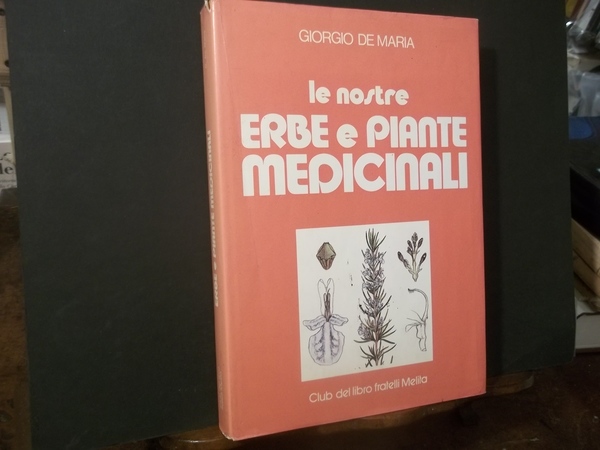 GIORGIO DE MARIA
le nostre
ERBE e PIANTE
MEDICINALI
Club del libro fratelli Melita